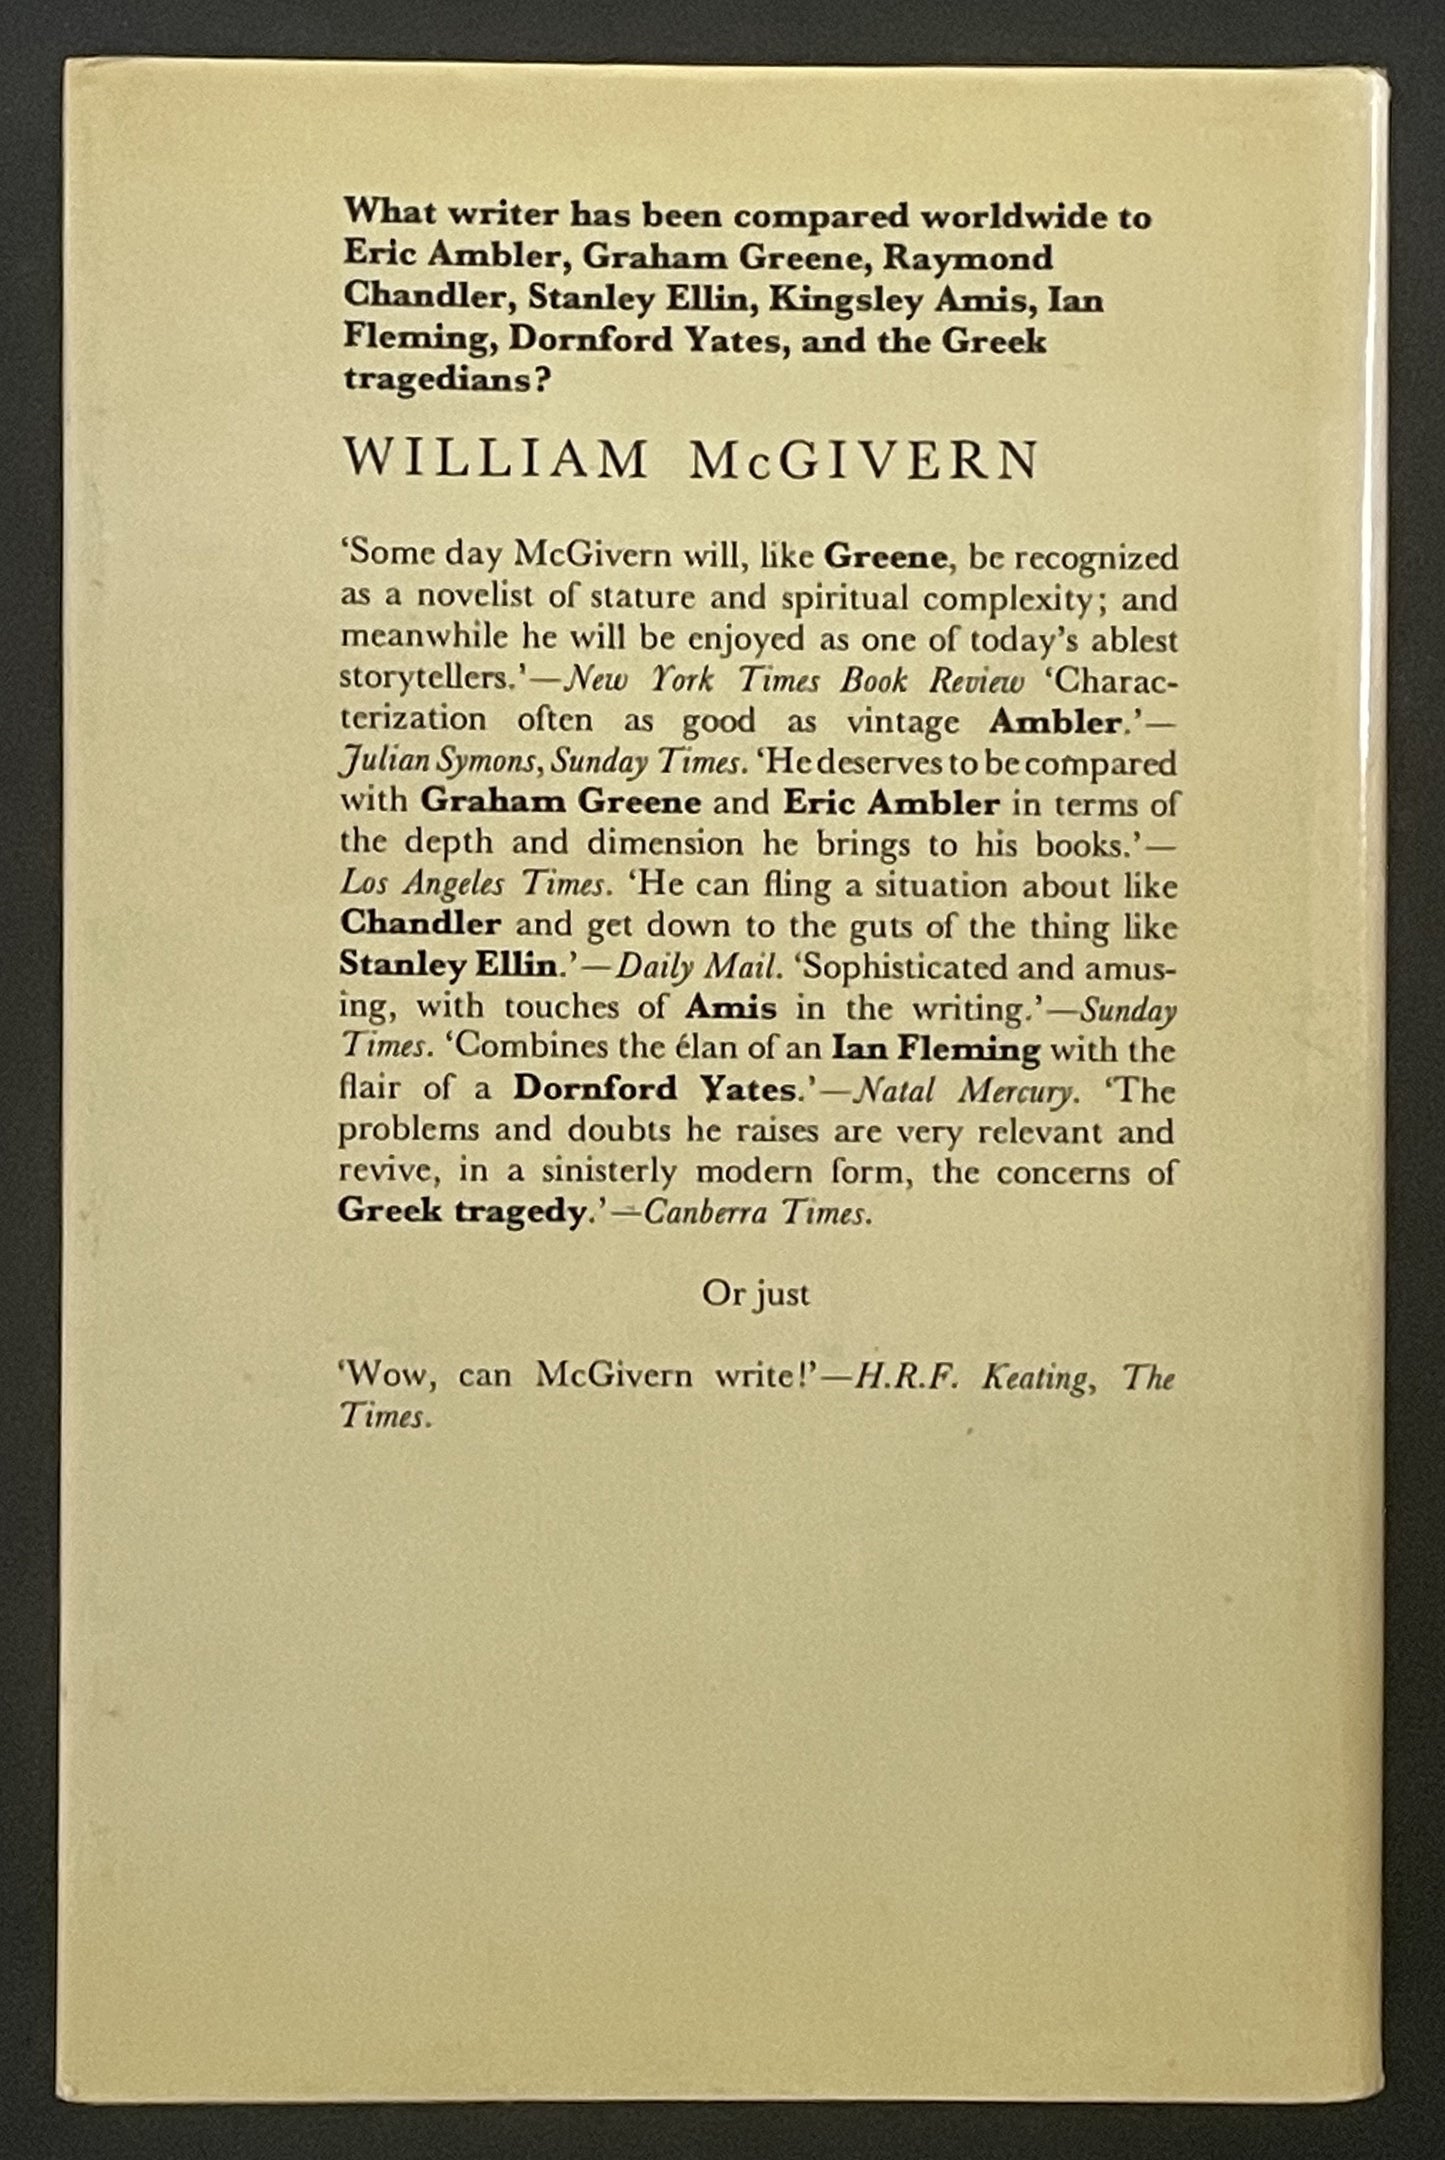 What writer has been compared worldwide to
Eric Ambler, Graham Greene, Raymond
Chandler, Stanley Ellin, Kingsley Amis, Ian
Fleming, Dornford Yates, and the Greek
tragedians?
WILLIAM McGIVERN
‘Some day McGivern will, like Greene, be recognized
as a novelist of stature and spiritual complexity; and
meanwhile he will be enjoyed as one of today’s ablest
storytellers.’—New York Times Book Review ‘Charac-
terization often as good as vintage Ambler.’—
Julian Symons, Sunday Times. ‘He deserves to be compared
with Graham Greene and Eric Ambler in terms of
the depth and dimension he brings to his books.’—
Los Angeles Times. ‘He can fling a situation about like
Chandler and get down to the guts of the thing like
Stanley Ellin.’—Daily Mail. ‘Sophisticated and amus-
ing, with touches of Amis in the writing.’—Sunday
Times. ‘Combines the élan of an Ian Fleming with the
flair of a Dornford Yates.’—Natal Mercury. ‘The
problems and doubts he raises are very relevant and
revive, in a sinisterly modern form, the concerns of
Greek tragedy.’—Canberra Times.
Or just
‘Wow, can McGivern write!’—H.R.F. Keating, The
Times.